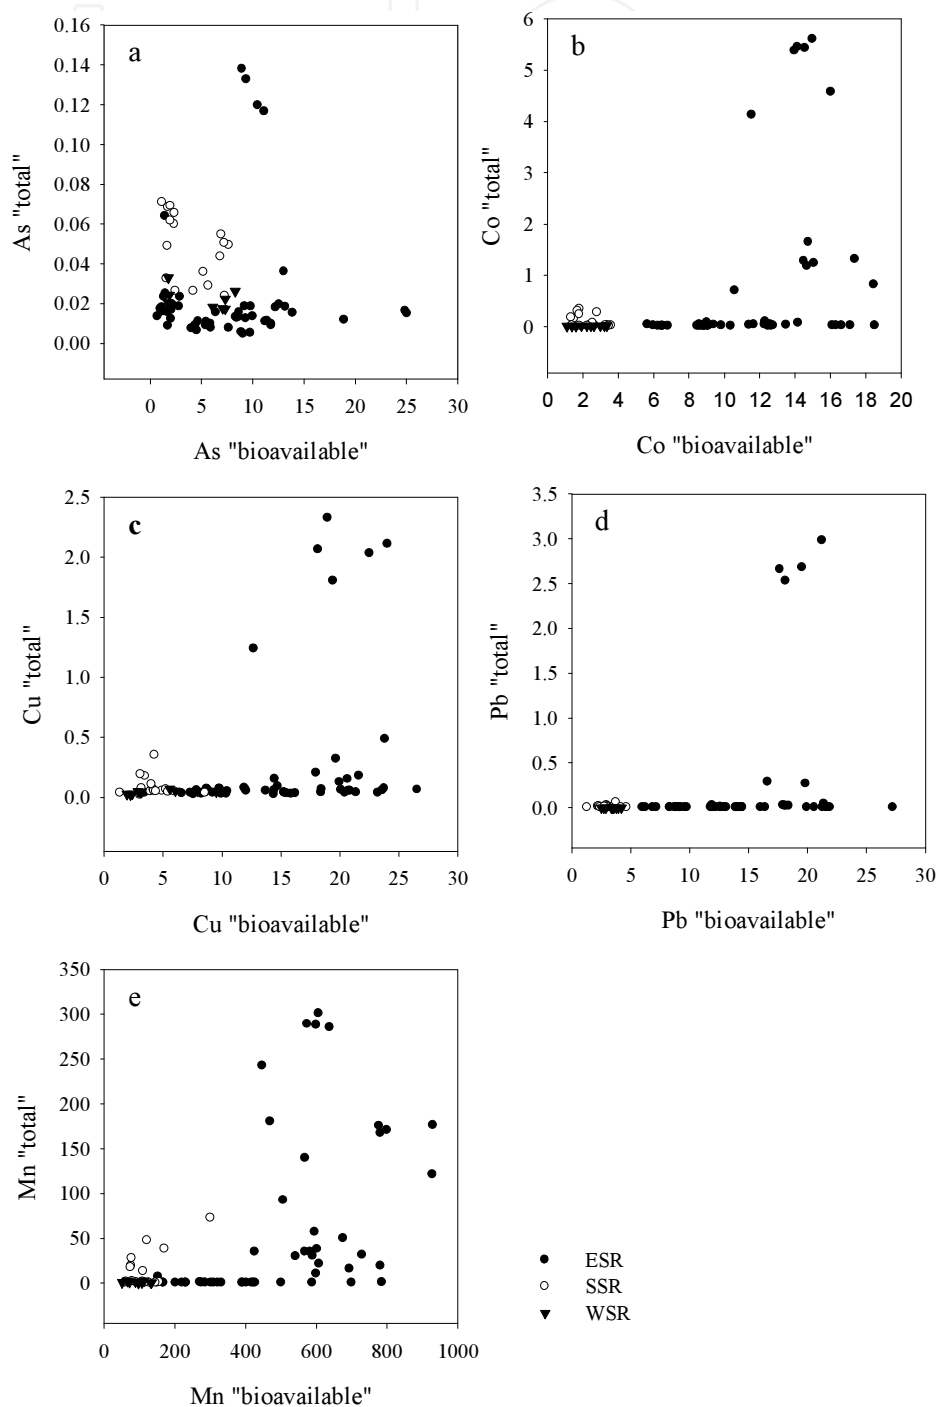 a
0.16
0.14
0.12
0.10
0.08
0.06
0.04
0.02
0.00
As "total"
0 5 10 15 20 25 30
As "bioavailable"
b
6
5
4
3
2
1
0
Co "total"
0 2 4 6 8 10 12 14 16 18 20
Co "bioavailable"
c
2.5
2.0
1.5
1.0
0.5
0.0
Cu "total"
0 5 10 15 20 25 30
Cu "bioavailable"
d
3.5
3.0
2.5
2.0
1.5
1.0
0.5
0.0
Pb "total"
0 5 10 15 20 25 30
Pb "bioavailable"
e
350
300
250
200
150
100
50
0
Mn "total"
0 200 400 600 800 1000
Mn "bioavailable"
ESR
SSR
WSR